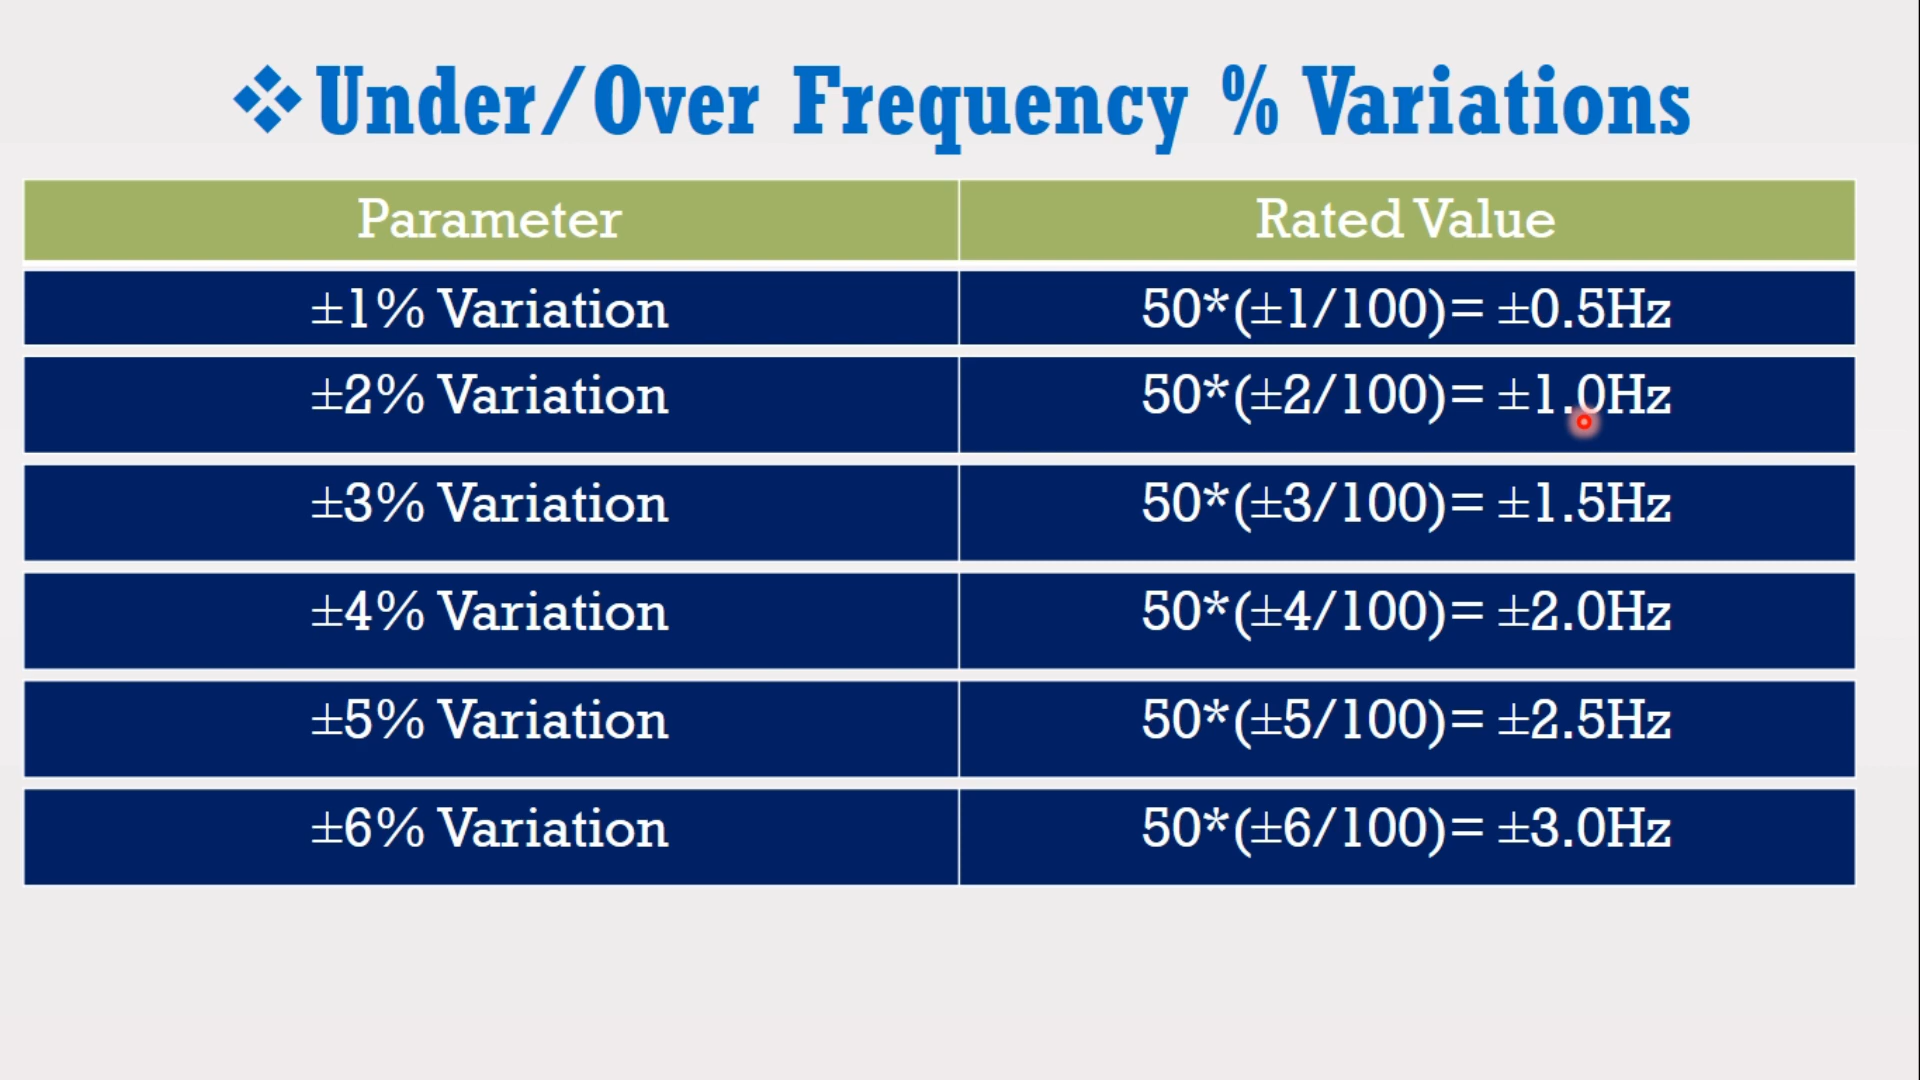 Under/Over Frequency % Variations
Parameter Rated Value
±1% Variation 50*(±1/100)= ±0.5Hz
±2% Variation 50*(±2/100)= ±1.0Hz
±3% Variation 50*(±3/100)= ±1.5Hz
±4% Variation 50*(±4/100)= ±2.0Hz
±5% Variation 50*(±5/100)= ±2.5Hz
±6% Variation 50*(±6/100)= ±3.0Hz